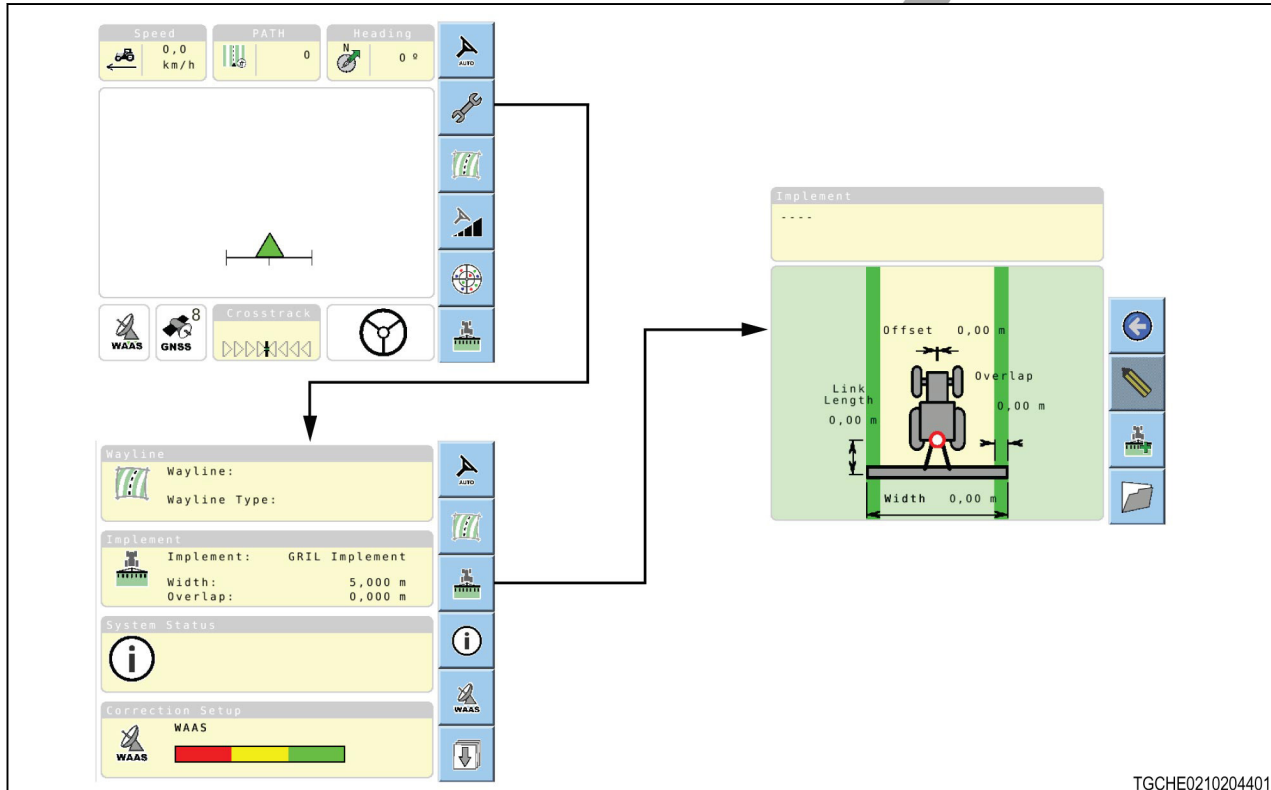 Speed
0,0
km/h
PATH
0
Heading
N
0 º
AUTO
WAAS
8
GNSS
Crosstrack
Wayline
Wayline:
Wayline Type:
AUTO
Implement
Implement: GRIL Implement
Width: 5,000 m
Overlap: 0,000 m
System Status
i
i
Correction Setup
WAAS
WAAS
WAAS
Implement
----
Offset 0,00 m
Overlap
0,00 m
Link
Length
0,00 m
Width 0,00 m
TGCHE0210204401